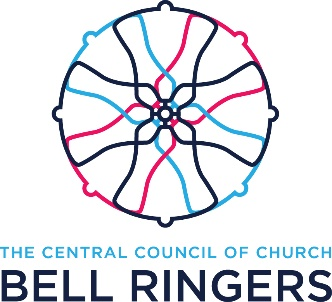 THE CENTRAL COUNCIL OF CHURCH
BELL RINGERS